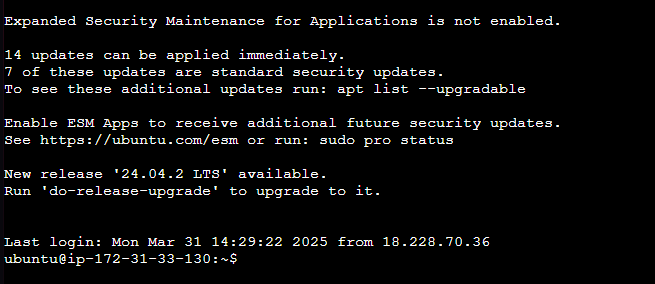 Expanded Security Maintenance for Applications is not enabled.
14 updates can be applied immediately.
7 of these updates are standard security updates.
To see these additional updates run: apt list --upgradable
Enable ESM Apps to receive additional future security updates.
See https://ubuntu.com/esm or run: sudo pro status
New release '24.04.2 LTS' available.
Run 'do-release-upgrade' to upgrade to it.
Last login: Mon Mar 31 14:29:22 2025 from 18.228.70.36
ubuntu@ip-172-31-33-130:~$